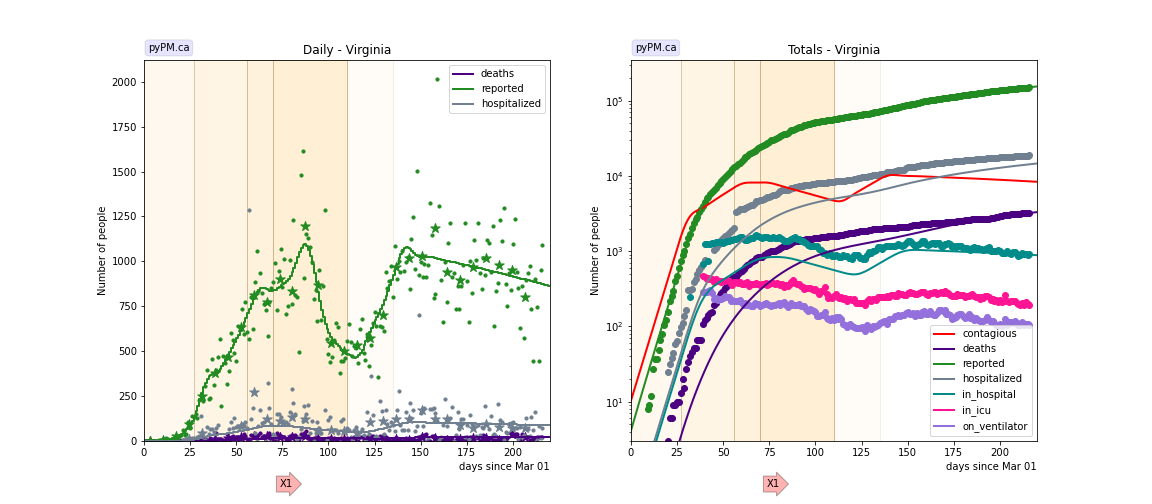 pyPM.ca
Daily - Virginia
Number of people
2000
1750
1500
1250
1000
750
500
250
0
deaths
reported
hospitalized
0 25 50 75 100 125 150 175 200
days since Mar 01
X1
pyPM.ca
Totals - Virginia
Number of people
10⁵
10⁴
10³
10²
10¹
contagious
deaths
reported
hospitalized
in_hospital
in_icu
on_ventilator
0 25 50 75 100 125 150 175 200
days since Mar 01
X1